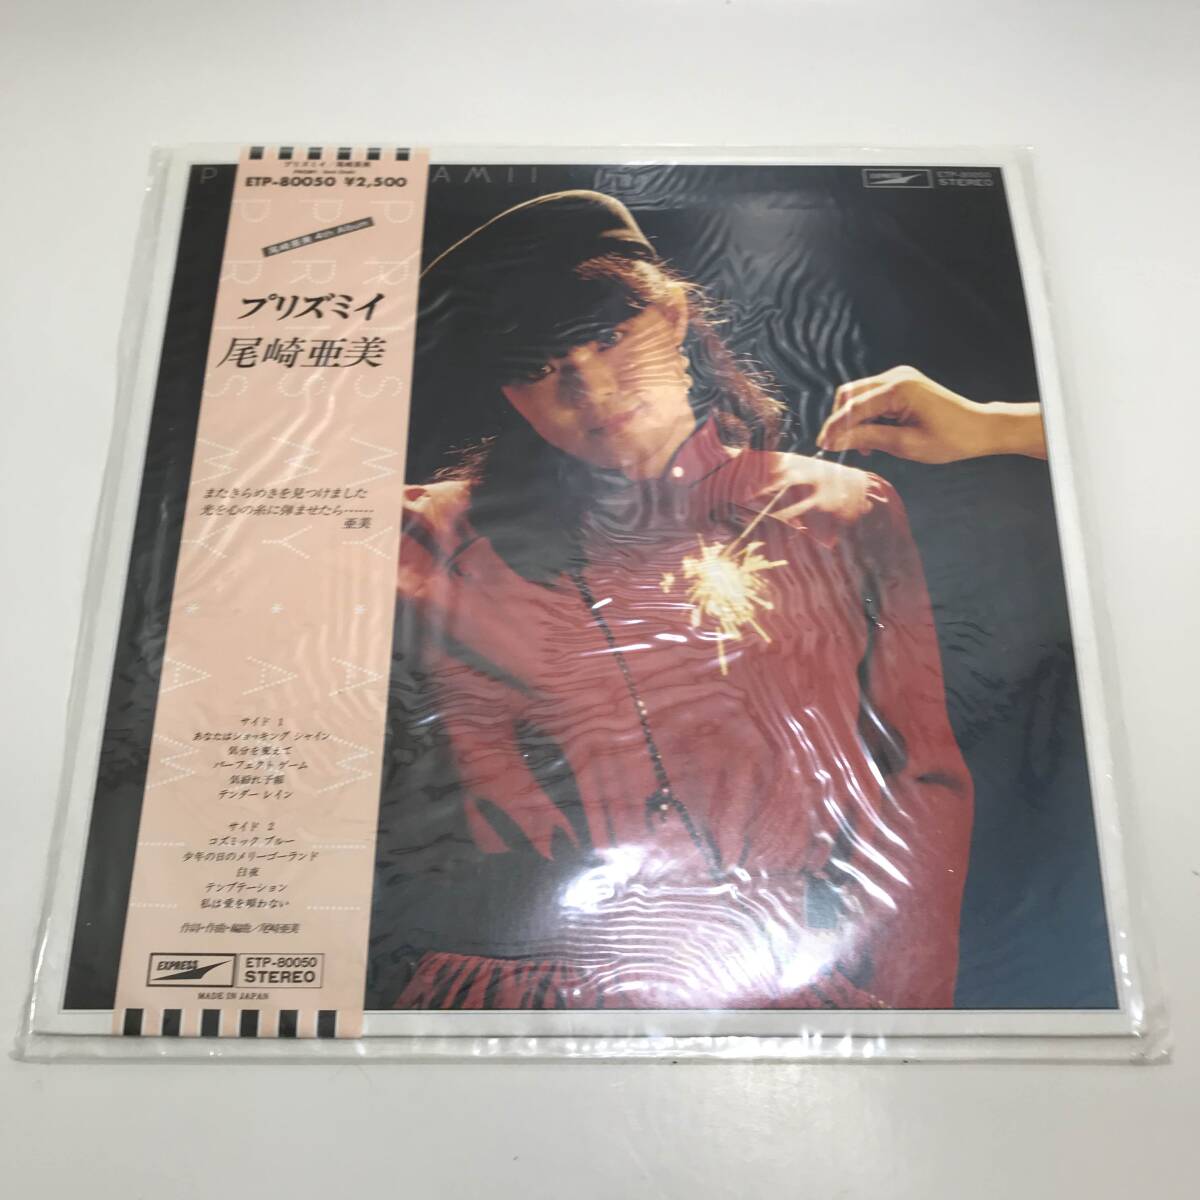 プリズミイ/尾崎亜美
ETP-80050 ¥2,500
尾崎亜美 4th Album
プリズミイ
尾崎亜美
PRISMY**AM
PRISMY**AM
またきらめきを見つけました
光を心の糸に弾ませたら……
亜美
サイド 1
あなたはショッキング シャイン
気分を変えて
パーフェクト ゲーム
気紛れ予報
テンダー レイン
サイド 2
コズミック ブルー
少年の日のメリーゴーランド
白夜
テンプテーション
私は愛を唄わない
作詞・作曲・編曲/尾崎亜美
EXPRESS
ETP-80050
STEREO
MADE IN JAPAN
P
AMII
EXPRESS
ETP-80050
STEREO